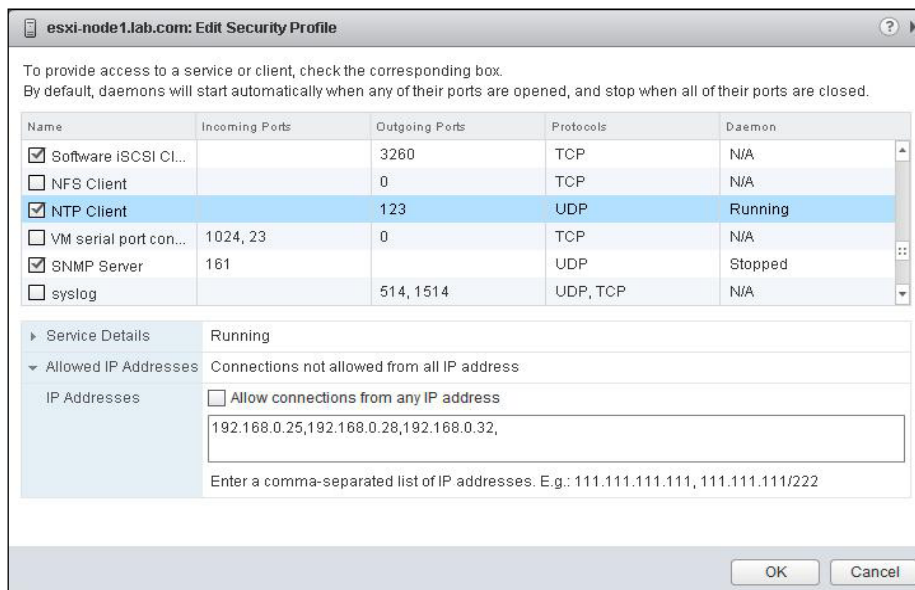 esxi-node1.lab.com: Edit Security Profile ?
To provide access to a service or client, check the corresponding box.
By default, daemons will start automatically when any of their ports are opened, and stop when all of their ports are closed.
Name Incoming Ports Outgoing Ports Protocols Daemon
Software iSCSI Cl... 3260 TCP N/A
NFS Client 0 TCP N/A
NTP Client 123 UDP Running
VM serial port con... 1024, 23 0 TCP N/A
SNMP Server 161 UDP Stopped
syslog 514, 1514 UDP, TCP N/A
Service Details Running
Allowed IP Addresses Connections not allowed from all IP address
IP Addresses Allow connections from any IP address
192.168.0.25,192.168.0.28,192.168.0.32,
Enter a comma-separated list of IP addresses. E.g.: 111.111.111.111, 111.111.111/222
OK Cancel